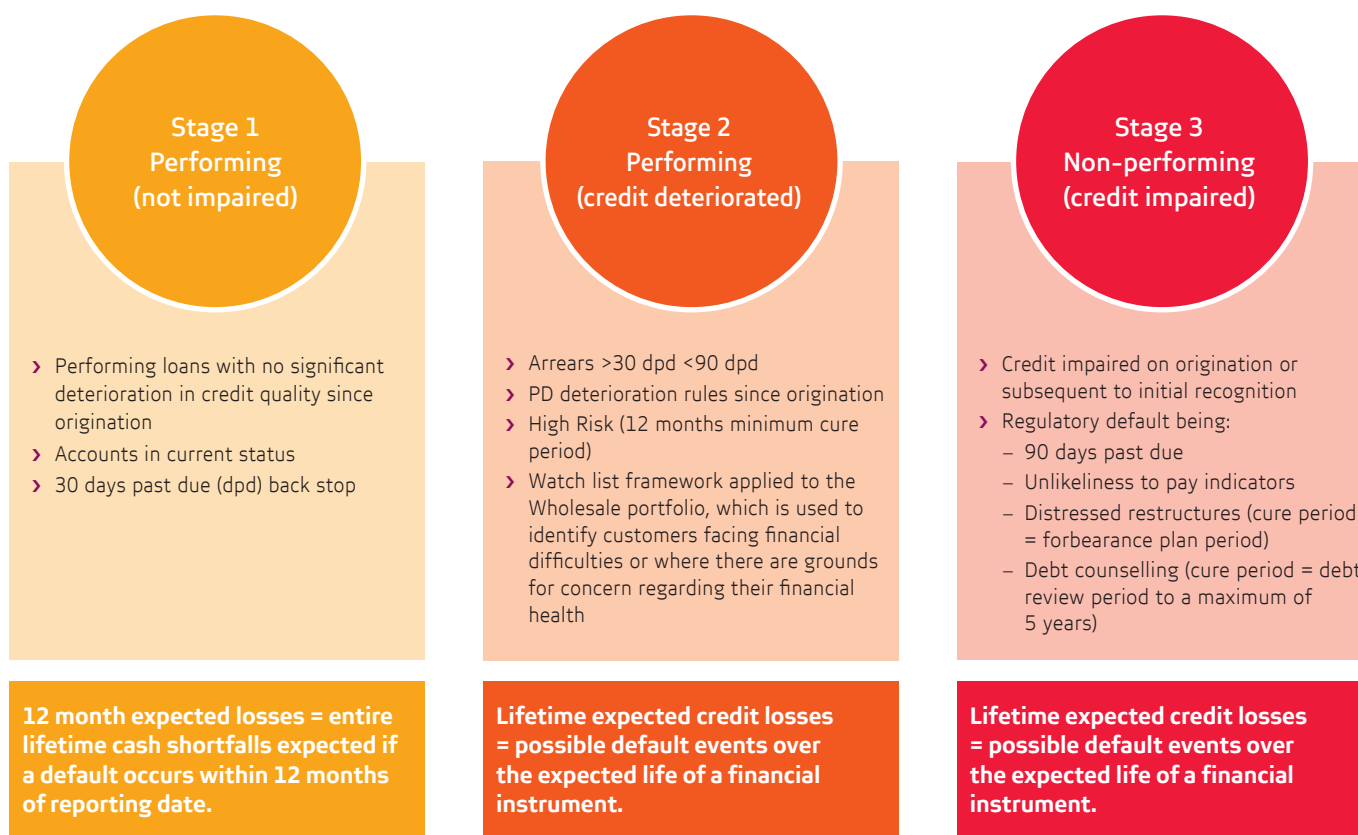 Stage 1
Performing
(not impaired)
› Performing loans with no significant
deterioration in credit quality since
origination
› Accounts in current status
› 30 days past due (dpd) back stop
12 month expected losses = entire
lifetime cash shortfalls expected if
a default occurs within 12 months
of reporting date.
Stage 2
Performing
(credit deteriorated)
› Arrears >30 dpd <90 dpd
› PD deterioration rules since origination
› High Risk (12 months minimum cure
period)
› Watch list framework applied to the
Wholesale portfolio, which is used to
identify customers facing financial
difficulties or where there are grounds
for concern regarding their financial
health
Lifetime expected credit losses
= possible default events over
the expected life of a financial
instrument.
Stage 3
Non-performing
(credit impaired)
› Credit impaired on origination or
subsequent to initial recognition
› Regulatory default being:
– 90 days past due
– Unlikeliness to pay indicators
– Distressed restructures (cure period
= forbearance plan period)
– Debt counselling (cure period = debt
review period to a maximum of
5 years)
Lifetime expected credit losses
= possible default events over
the expected life of a financial
instrument.